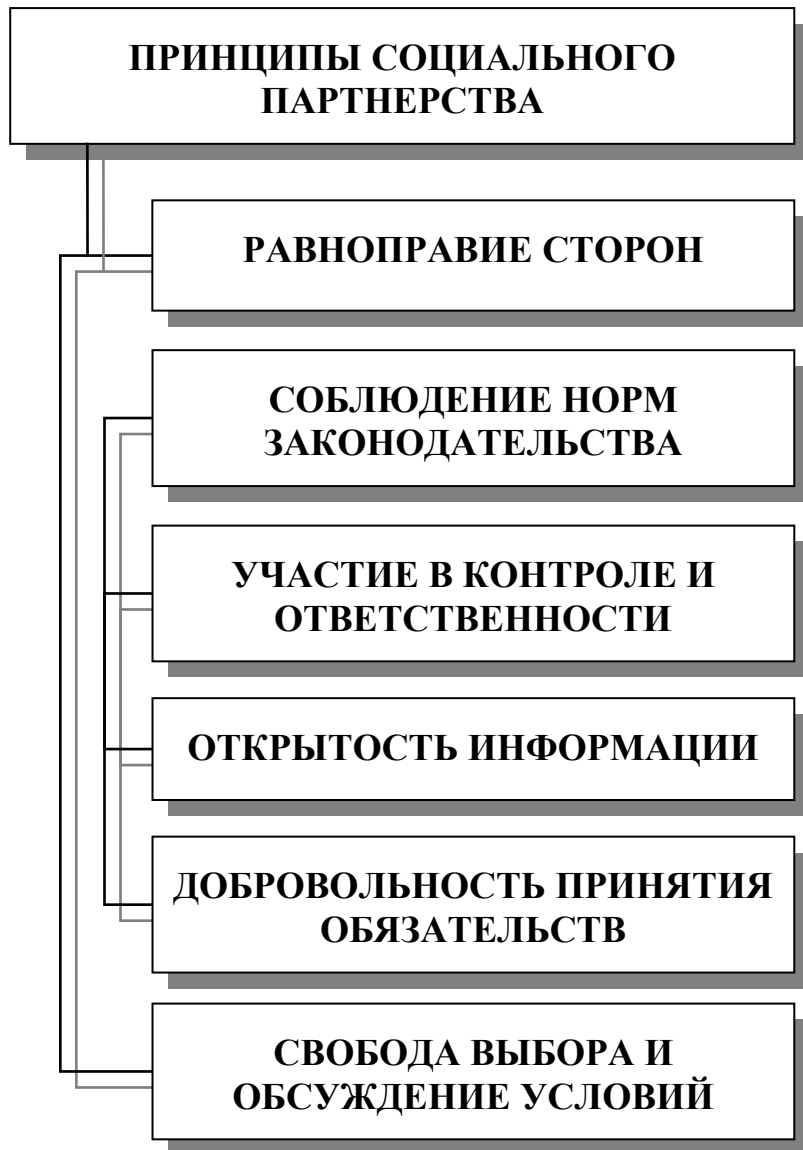 ПРИНЦИПЫ СОЦИАЛЬНОГО
ПАРТНЕРСТВА
РАВНОПРАВИЕ СТОРОН
СОБЛЮДЕНИЕ НОРМ
ЗАКОНОДАТЕЛЬСТВА
УЧАСТИЕ В КОНТРОЛЕ И
ОТВЕТСТВЕННОСТИ
ОТКРЫТОСТЬ ИНФОРМАЦИИ
ДОБРОВОЛЬНОСТЬ ПРИНЯТИЯ
ОБЯЗАТЕЛЬСТВ
СВОБОДА ВЫБОРА И
ОБСУЖДЕНИЕ УСЛОВИЙ